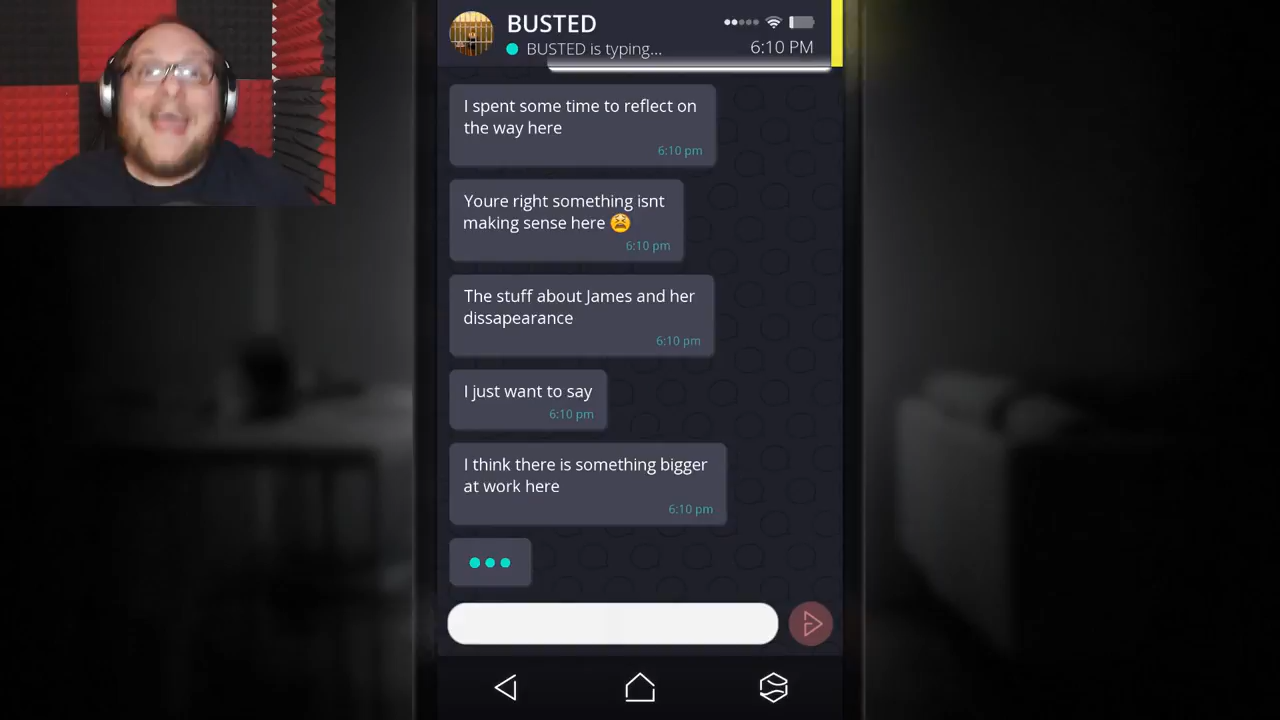 BUSTED
BUSTED is typing...
6:10 PM
I spent some time to reflect on
the way here
6:10 pm
Youre right something isnt
making sense here 😫
6:10 pm
The stuff about James and her
dissapearance
6:10 pm
I just want to say
6:10 pm
I think there is something bigger
at work here
6:10 pm